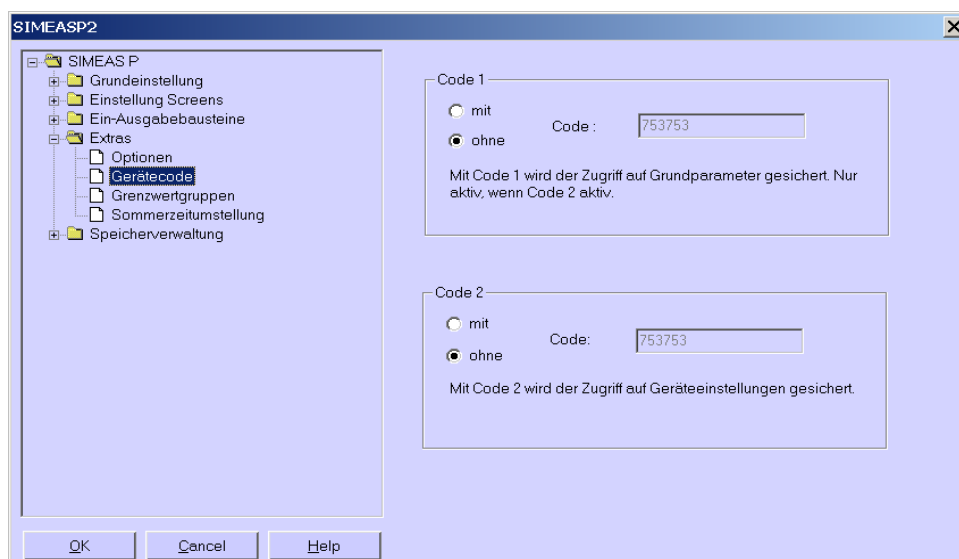 SIMEASP2
SIMEAS P
Grundeinstellung
Einstellung Screens
Ein-Ausgabebausteine
Extras
Optionen
Gerätecode
Grenzwertgruppen
Sommerzeitumstellung
Speicherverwaltung
Code 1
mit
ohne
Code :
753753
Mit Code 1 wird der Zugriff auf Grundparameter gesichert. Nur
aktiv, wenn Code 2 aktiv.
Code 2
mit
ohne
Code:
753753
Mit Code 2 wird der Zugriff auf Geräteeinstellungen gesichert.
OK
Cancel
Help